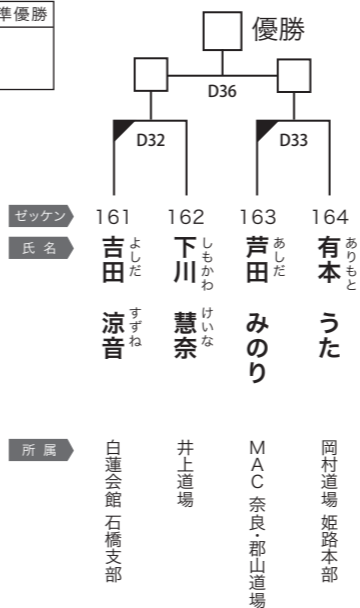 準優勝
優勝
D36
D32
D33
ゼッケン
161
162
163
164
氏名
吉田 涼音
よしだ すずね
下川 慧奈
しもかわ けいな
芦田 みのり
あしだ
有本 うた
ありもと
所属
白蓮会館 石橋支部
井上道場
MAC 奈良・郡山道場
岡村道場 姫路本部